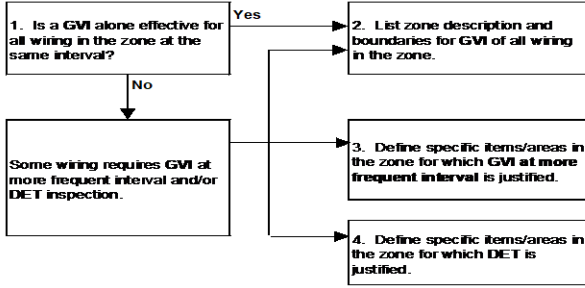 1. Is a GVI alone effective for
all wiring in the zone at the
same interval?
Yes
2. List zone description and
boundaries for GVI of all wiring
in the zone.
No
Some wiring requires GVI at
more frequent interval and/or
DET inspection.
3. Define specific items/areas in
the zone for which GVI at more
frequent interval is justified.
4. Define specific items/areas in
the zone for which DET is
justified.